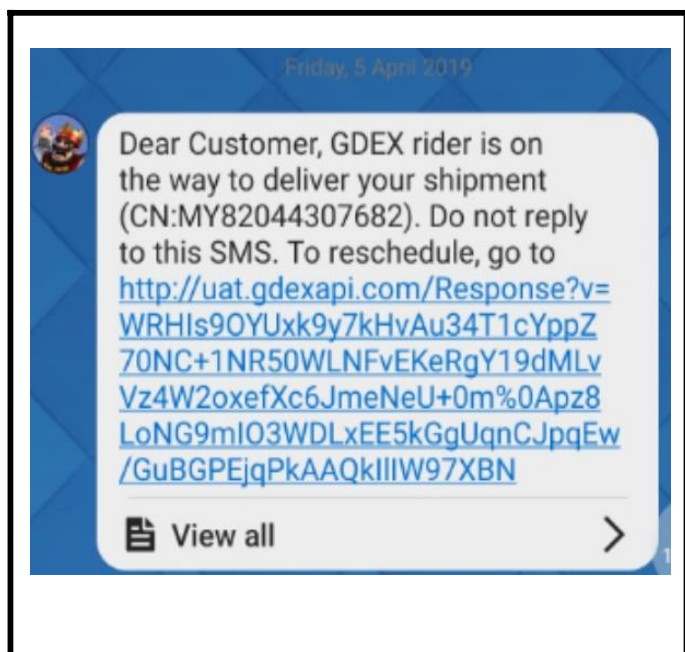 Friday, 5 April 2019
Dear Customer, GDEX rider is on
the way to deliver your shipment
(CN:MY82044307682). Do not reply
to this SMS. To reschedule, go to
http://uat.gdexapi.com/Response?v=
WRHIs9OYUxk9y7kHvAu34T1cYppZ
70NC+1NR50WLNFvEKeRgY19dMLv
Vz4W2oxefXc6JmeNeU+0m%0Apz8
LoNG9mIO3WDLxEE5kGgUqnCJpqEw
/GuBGPEjqPkAAQklIIW97XBN
View all